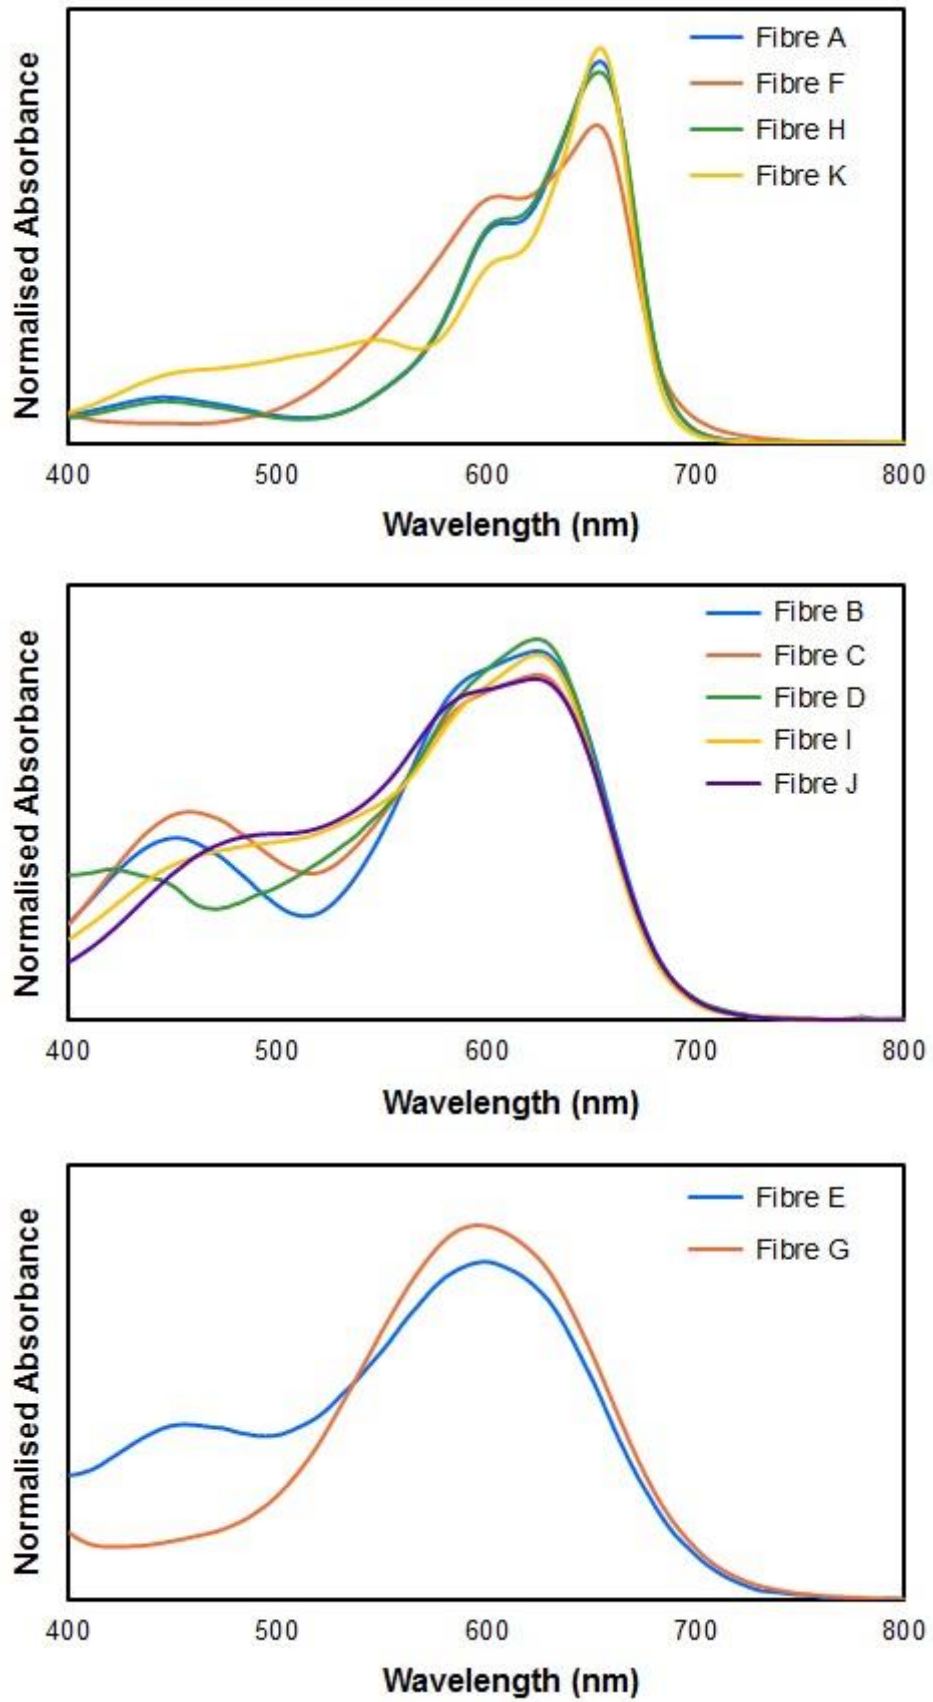 Normalised Absorbance
Fibre A
Fibre F
Fibre H
Fibre K
400 500 600 700 800
Wavelength (nm)
Normalised Absorbance
Fibre B
Fibre C
Fibre D
Fibre I
Fibre J
400 500 600 700 800
Wavelength (nm)
Normalised Absorbance
Fibre E
Fibre G
400 500 600 700 800
Wavelength (nm)